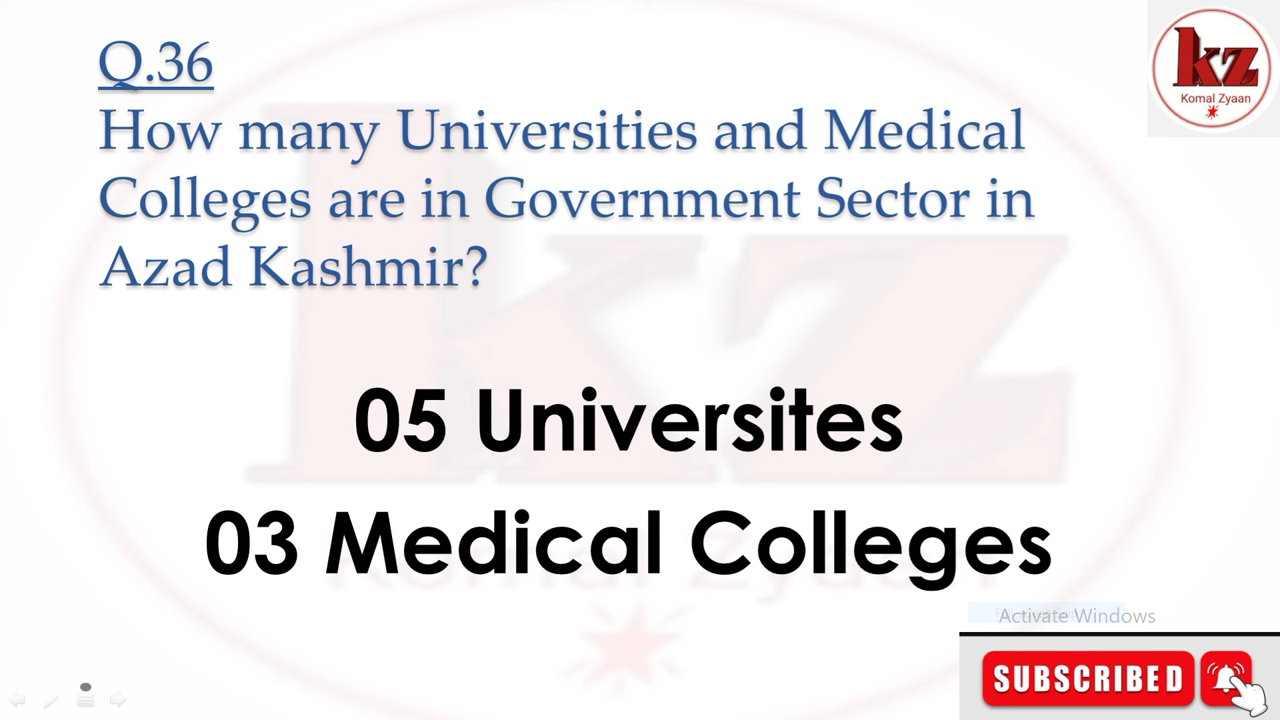 Q.36
How many Universities and Medical
Colleges are in Government Sector in
Azad Kashmir?
kz
Komal Zyaan
05 Universites
03 Medical Colleges
Activate Windows
SUBSCRIBED